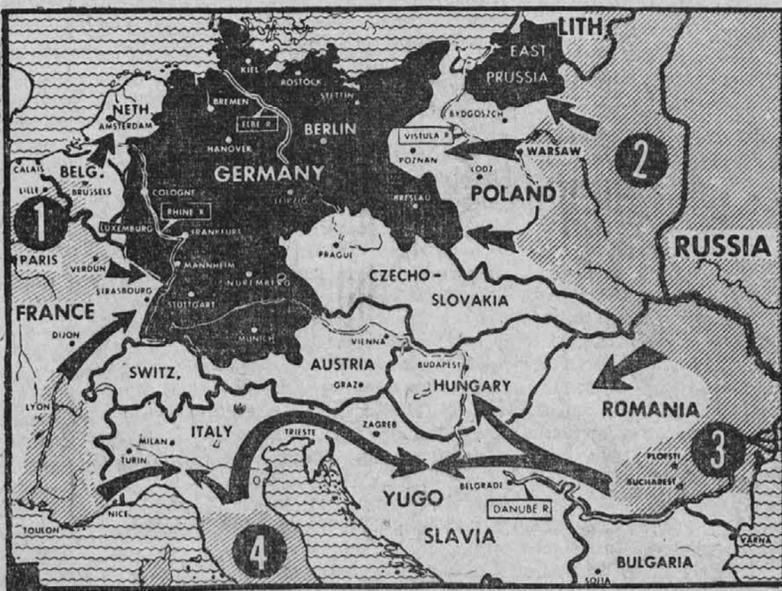 LITH
EAST
PRUSSIA
KIEL
ROSTOCK
STETTIN
BREMEN
ELBE R.
HANOVER
BERLIN
NETH
AMSTERDAM
BYDGOSZCH
VISTULA R.
POZNAN
WARSAW
LODZ
POLAND
2
RUSSIA
CALAIS
LILLE
BELG.
BRUSSELS
GERMANY
COLOGNE
LEIPZIG
BRESLAU
1
PARIS
LUXEMBURG
RHINE R
FRANKFURT
PRAGUE
VERDUN
MANNHEIM
STRASBOURG
NUREMBERG
CZECHO-
SLOVAKIA
FRANCE
STUTTGART
DIJON
MUNICH
VIENNA
AUSTRIA
GRAZ
BUDAPEST
HUNGARY
SWITZ.
LYON
ITALY
MILAN
TURIN
TRIESTE
ZAGREB
ROMANIA
PLOESTI
BUCHAREST
3
NICE
TOULON
4
YUGO
SLAVIA
BELGRADE
DANUBE R.
BULGARIA
SOFIA
VARNA